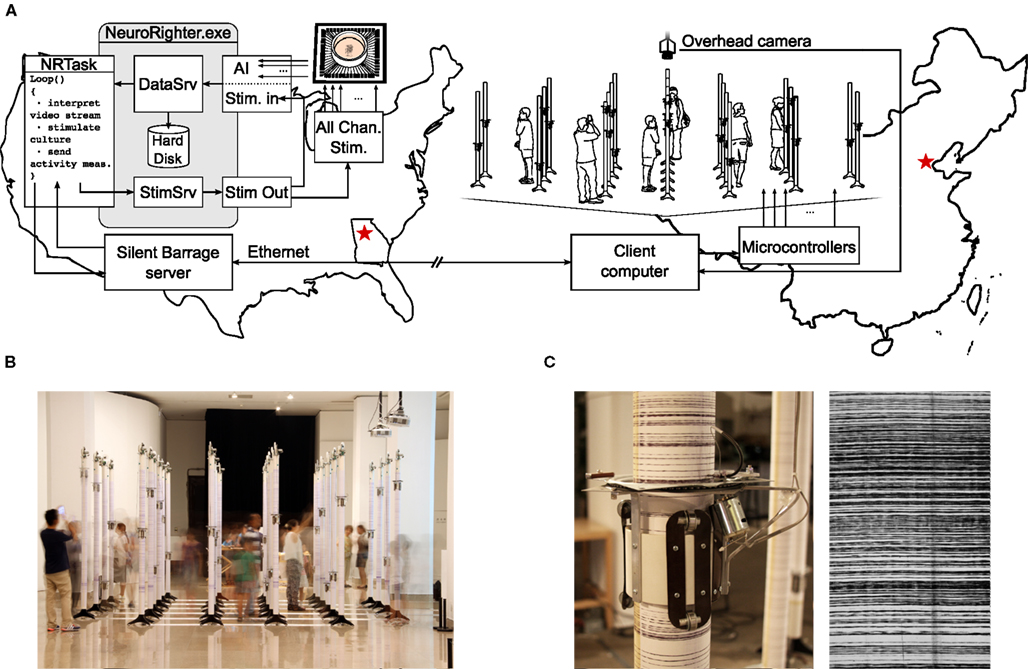 A
NeuroRighter.exe
NRTask
Loop()
{
· interpret
video stream
· stimulate
culture
· send
activity meas.
}
DataSrv
Hard
Disk
StimSrv
AI
...
Stim. in
Stim Out
...
All Chan.
Stim.
Silent Barrage
server
Ethernet
Overhead camera
...
Microcontrollers
Client
computer
B
C